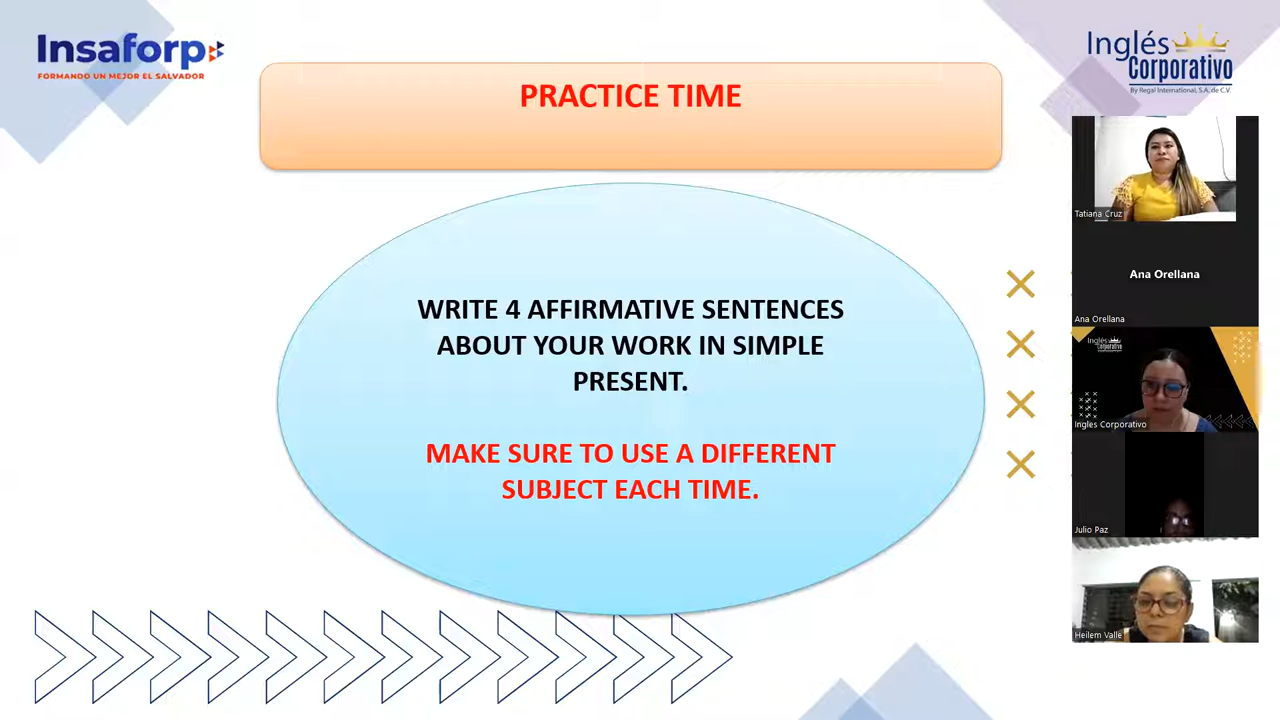 Insaforp
FORMANDO UN MEJOR EL SALVADOR
PRACTICE TIME
Inglés
Corporativo
By Regal International, S.A. de C.V.
WRITE 4 AFFIRMATIVE SENTENCES
ABOUT YOUR WORK IN SIMPLE
PRESENT.
MAKE SURE TO USE A DIFFERENT
SUBJECT EACH TIME.
Tatiana Cruz
Ana Orellana
Ana Orellana
Inglés
Corporativo
Ingles Corporativo
Julio Paz
Heilem Valle